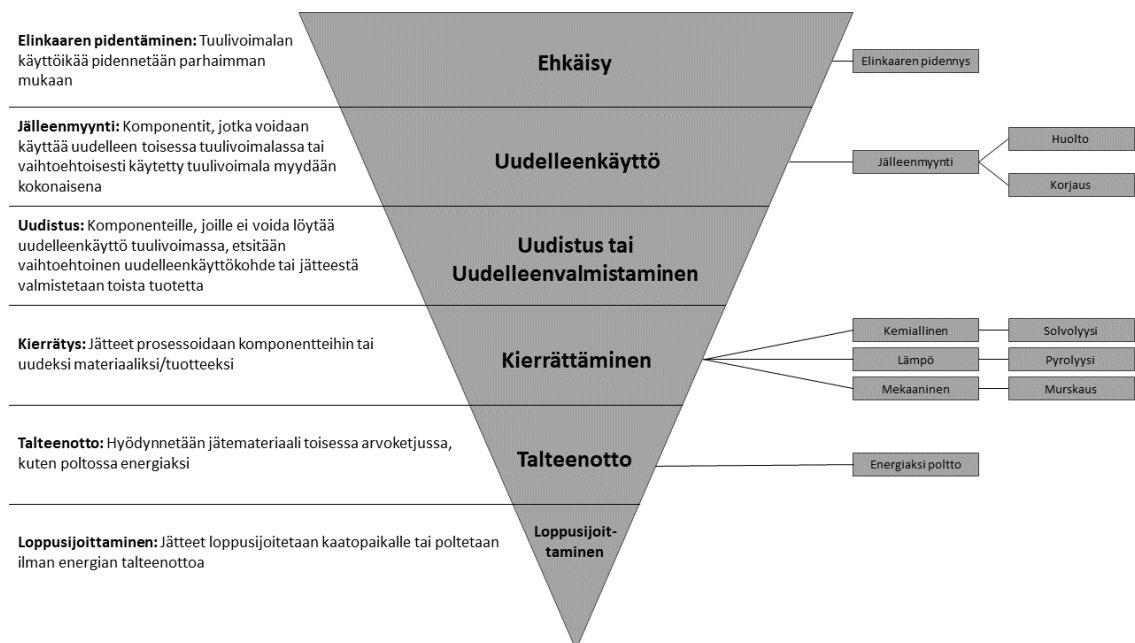 Elinkaaren pidentäminen: Tuulivoimalan
käyttöikää pidennetään parhaimman
mukaan
Ehkäisy
Elinkaaren pidennys
Jälleenmyynti: Komponentit, jotka voidaan
käyttää uudelleen toisessa tuulivoimalassa tai
vaihtoehtoisesti käytetty tuulivoimala myydään
kokonaisena
Uudelleenkäyttö
Jälleenmyynti
Huolto
Korjaus
Uudistus: Komponenteille, joille ei voida löytää
uudelleenkäyttö tuulivoimassa, etsitään
vaihtoehtoinen uudelleenkäyttökohde tai jätteestä
valmistetaan toista tuotetta
Uudistus tai
Uudelleenvalmistaminen
Kierrätys: Jätteet prosessoidaan komponentteihin tai
uudeksi materiaaliksi/tuotteeksi
Kierrättäminen
Kemiallinen
Solvolyysi
Lämpö
Pyrolyysi
Mekaaninen
Murskaus
Talteenotto: Hyödynnetään jätemateriaali toisessa arvoketjussa,
kuten poltossa energiaksi
Talteenotto
Energiaksi poltto
Loppusijoittaminen: Jätteet loppusijoitetaan kaatopaikalle tai poltetaan
ilman energian talteenottoa
Loppusijoit-
taminen